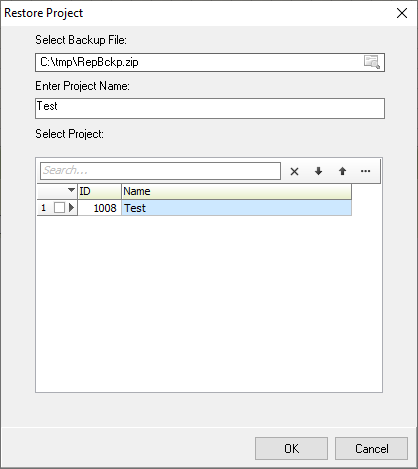 Restore Project
Select Backup File:
C:\tmp\RepBckp.zip
Enter Project Name:
Test
Select Project:
Search...
ID Name
1 1008 Test
OK Cancel